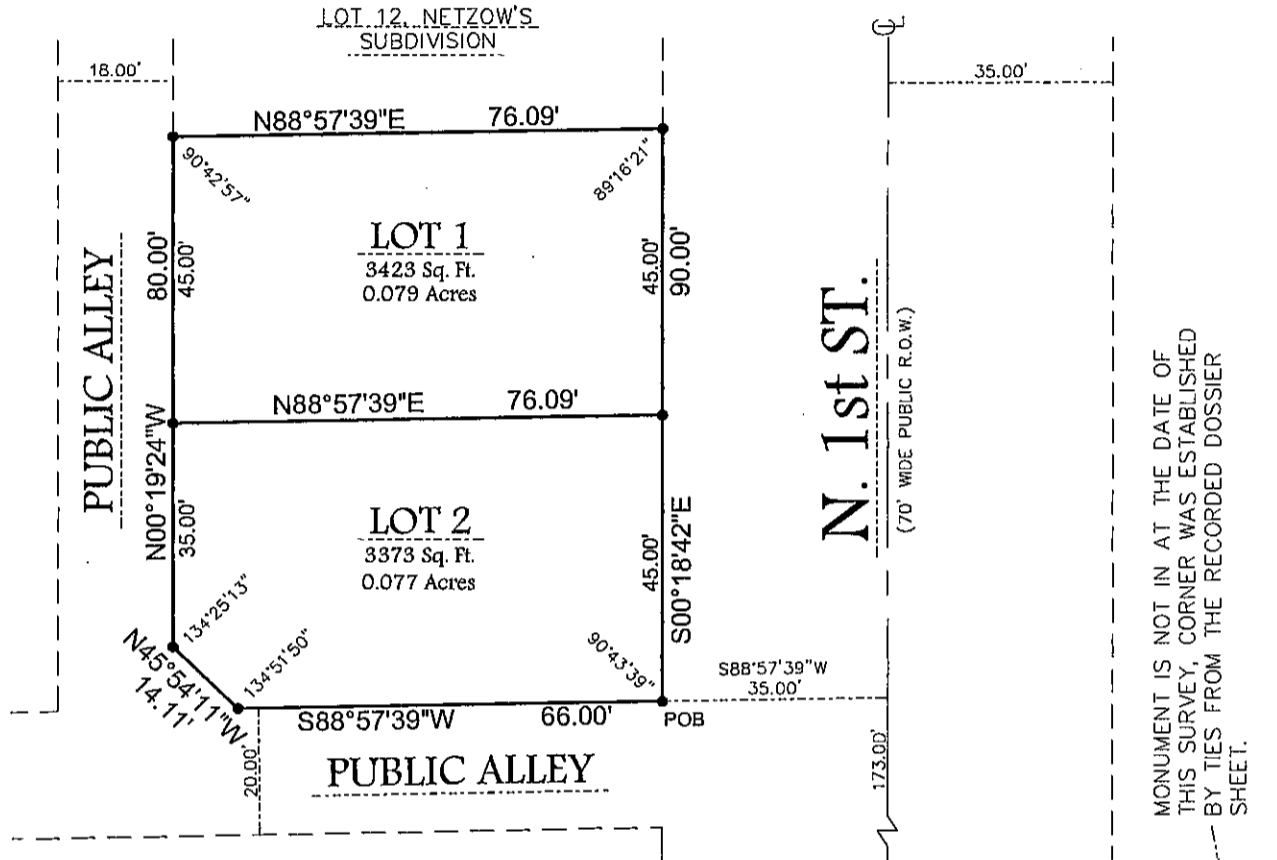 LOT 12, NETZOW'S
SUBDIVISION
18.00'
35.00'
N88°57'39"E 76.09'
90°42'57"
89°16'21"
LOT 1
3423 Sq. Ft.
0.079 Acres
80.00'
45.00'
45.00'
90.00'
PUBLIC ALLEY
N. 1st ST.
(70' WIDE PUBLIC R.O.W.)
MONUMENT IS NOT IN AT THE DATE OF
THIS SURVEY, CORNER WAS ESTABLISHED
BY TIES FROM THE RECORDED DOSSIER
SHEET.
N88°57'39"E 76.09'
N00°19'24"W
35.00'
LOT 2
3373 Sq. Ft.
0.077 Acres
45.00'
S00°18'42"E
134°25'13"
134°51'50"
90°43'39"
N45°54'11"W
14.11'
S88°57'39"W
35.00'
S88°57'39"W 66.00'
POB
20.00'
PUBLIC ALLEY
173.00'